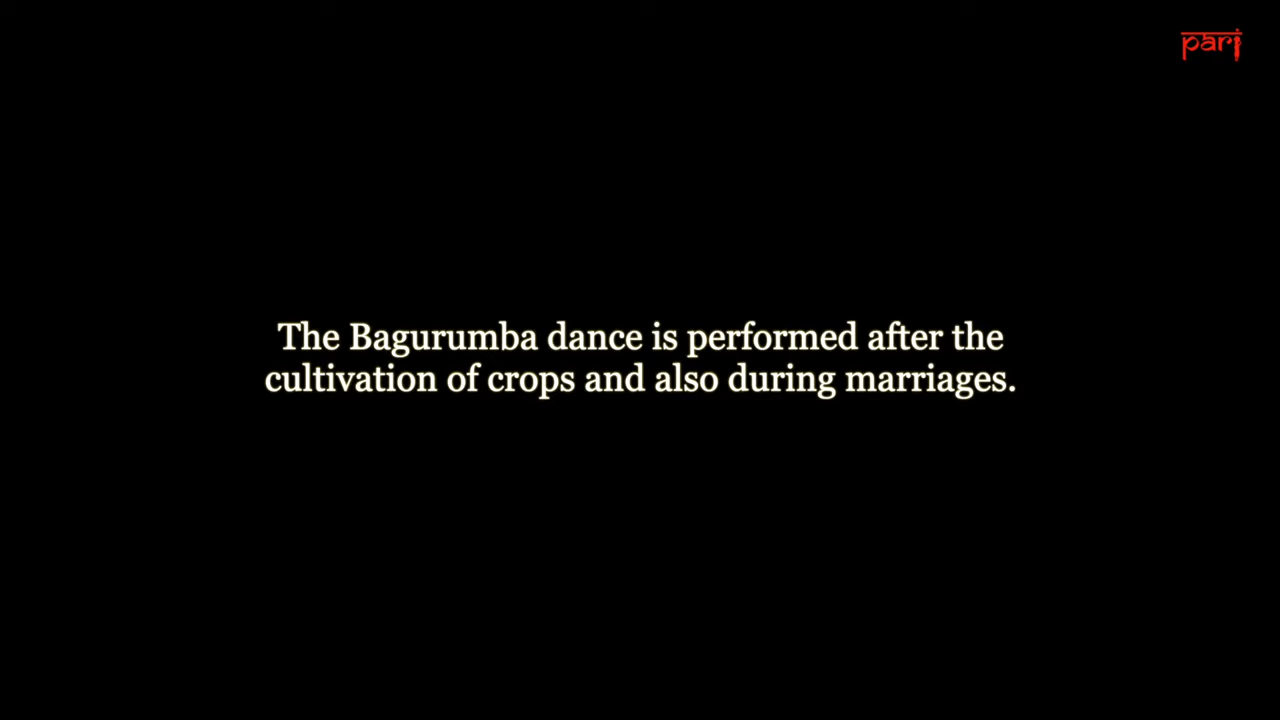 pari
The Bagurumba dance is performed after the
cultivation of crops and also during marriages.